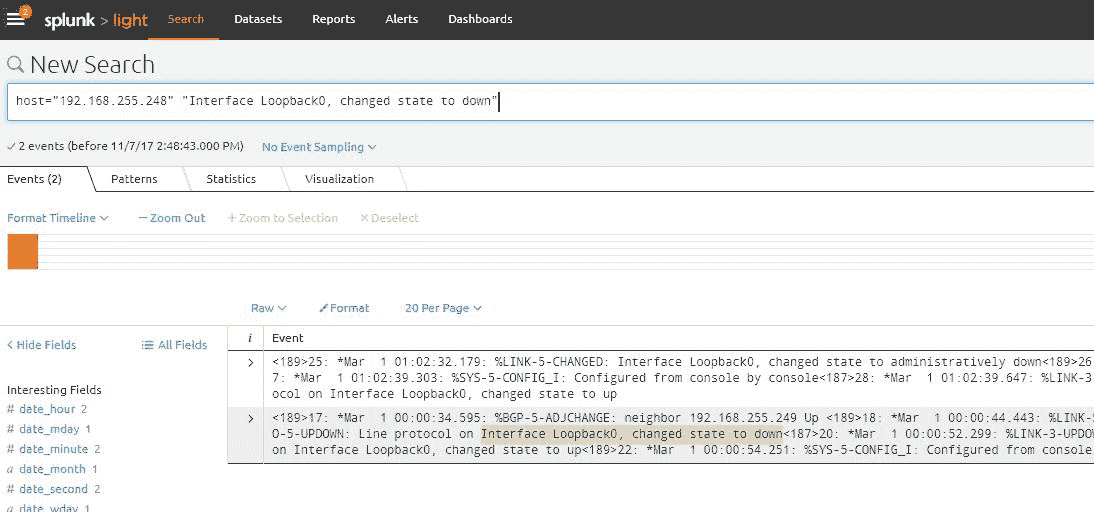 2
splunk > light Search Datasets Reports Alerts Dashboards
New Search
host="192.168.255.248" "Interface Loopback0, changed state to down"
✓ 2 events (before 11/7/17 2:48:43.000 PM) No Event Sampling
Events (2) Patterns Statistics Visualization
Format Timeline − Zoom Out + Zoom to Selection × Deselect
Raw Format 20 Per Page
< Hide Fields All Fields i Event
> <189>25: *Mar 1 01:02:32.179: %LINK-5-CHANGED: Interface Loopback0, changed state to administratively down<189>26
7: *Mar 1 01:02:39.303: %SYS-5-CONFIG_I: Configured from console by console<187>28: *Mar 1 01:02:39.647: %LINK-3
ocol on Interface Loopback0, changed state to up
> <189>17: *Mar 1 00:00:34.595: %BGP-5-ADJCHANGE: neighbor 192.168.255.249 Up <189>18: *Mar 1 00:00:44.443: %LINK-
O-5-UPDOWN: Line protocol on Interface Loopback0, changed state to down<187>20: *Mar 1 00:00:52.299: %LINK-3-UPDO
on Interface Loopback0, changed state to up<189>22: *Mar 1 00:00:54.251: %SYS-5-CONFIG_I: Configured from console
Interesting Fields
# date_hour 2
# date_mday 1
# date_minute 2
a date_month 1
# date_second 2
a date_wday 1